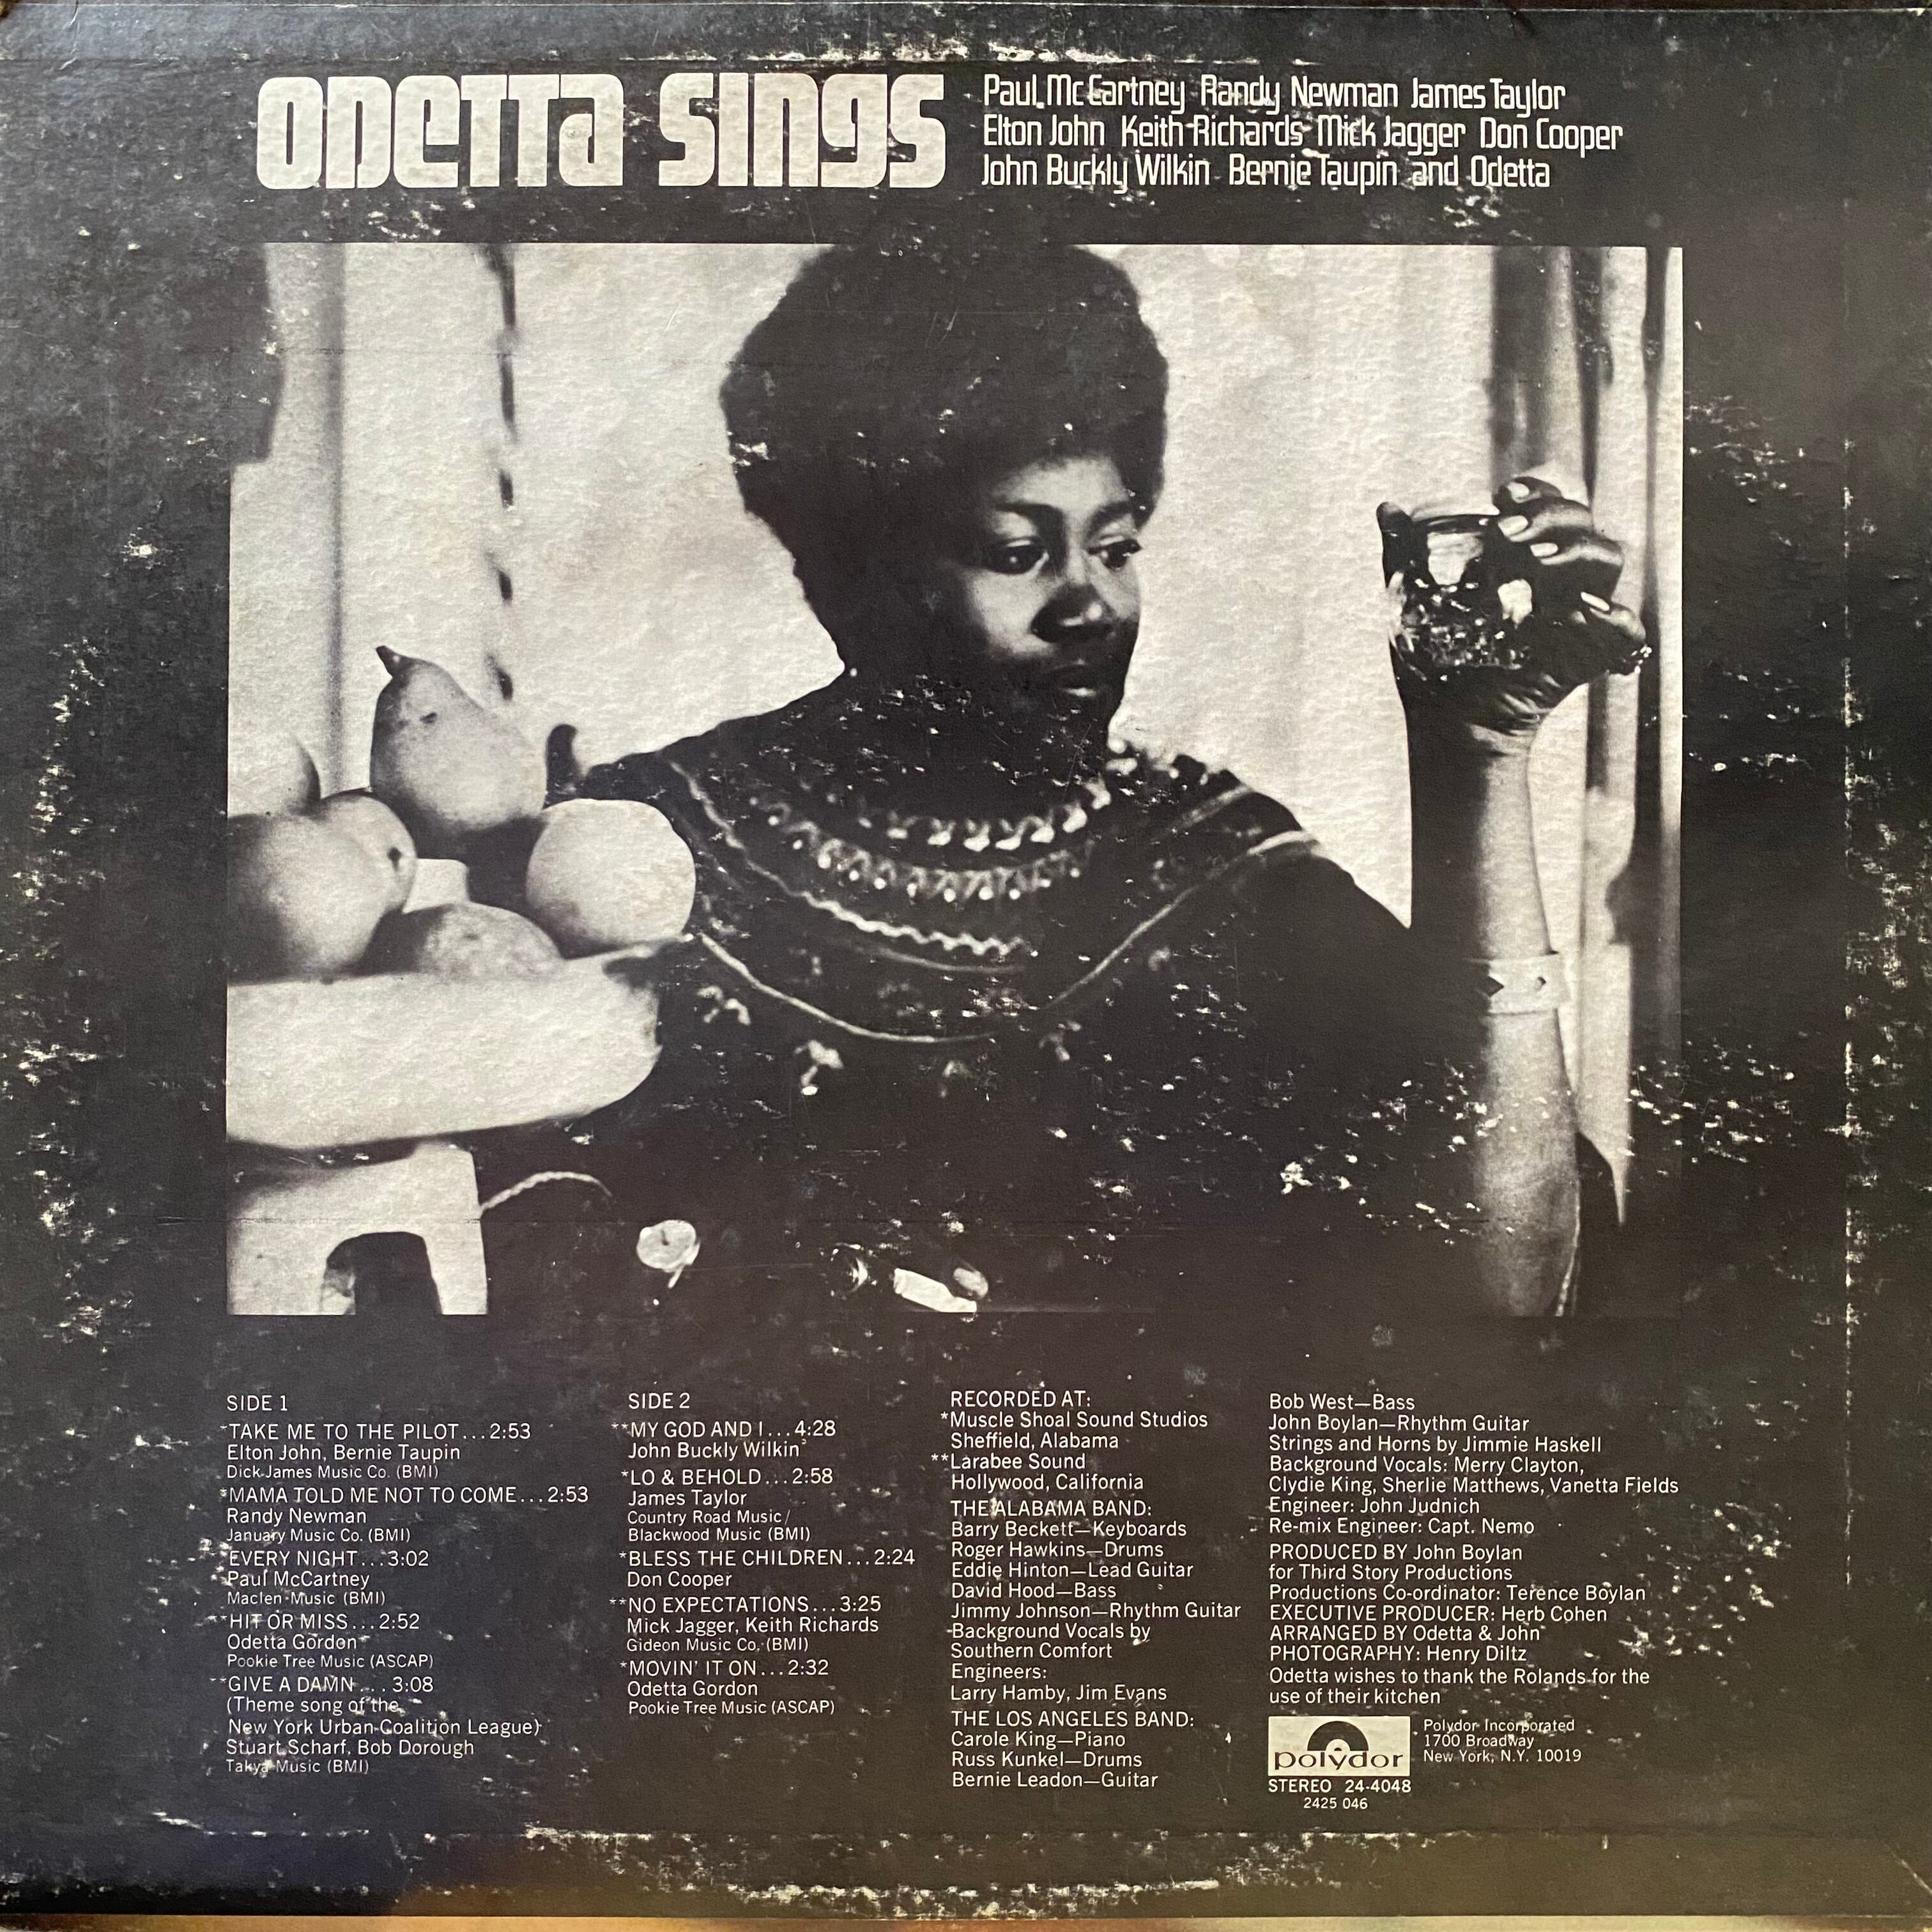 ODETTA SINGS
Paul McCartney Randy Newman James Taylor
Elton John Keith Richards Mick Jagger Don Cooper
John Buckly Wilkin Bernie Taupin and Odetta
SIDE 1
*TAKE ME TO THE PILOT...2:53
Elton John, Bernie Taupin
Dick James Music Co. (BMI)
*MAMA TOLD ME NOT TO COME...2:53
Randy Newman
January Music Co. (BMI)
*EVERY NIGHT...3:02
Paul McCartney
Maclen Music (BMI)
**HIT OR MISS...2:52
Odetta Gordon
Pookie Tree Music (ASCAP)
**GIVE A DAMN...3:08
(Theme song of the
New York Urban Coalition League)
Stuart Scharf, Bob Dorough
Takya Music (BMI)
SIDE 2
**MY GOD AND I...4:28
John Buckly Wilkin
*LO & BEHOLD...2:58
James Taylor
Country Road Music/
Blackwood Music (BMI)
*BLESS THE CHILDREN...2:24
Don Cooper
**NO EXPECTATIONS...3:25
Mick Jagger, Keith Richards
Gideon Music Co. (BMI)
*MOVIN' IT ON...2:32
Odetta Gordon
Pookie Tree Music (ASCAP)
RECORDED AT:
*Muscle Shoal Sound Studios
Sheffield, Alabama
**Larabee Sound
Hollywood, California
THE ALABAMA BAND:
Barry Beckett—Keyboards
Roger Hawkins—Drums
Eddie Hinton—Lead Guitar
David Hood—Bass
Jimmy Johnson—Rhythm Guitar
Background Vocals by
Southern Comfort
Engineers:
Larry Hamby, Jim Evans
THE LOS ANGELES BAND:
Carole King—Piano
Russ Kunkel—Drums
Bernie Leadon—Guitar
Bob West—Bass
John Boylan—Rhythm Guitar
Strings and Horns by Jimmie Haskell
Background Vocals: Merry Clayton,
Clydie King, Sherlie Matthews, Vanetta Fields
Engineer: John Judnich
Re-mix Engineer: Capt. Nemo
PRODUCED BY John Boylan
for Third Story Productions
Productions Co-ordinator: Terence Boylan
EXECUTIVE PRODUCER: Herb Cohen
ARRANGED BY Odetta & John
PHOTOGRAPHY: Henry Diltz
Odetta wishes to thank the Rolands for the
use of their kitchen
polydor
STEREO 24-4048
2425 046
Polydor Incorporated
1700 Broadway
New York, N.Y. 10019